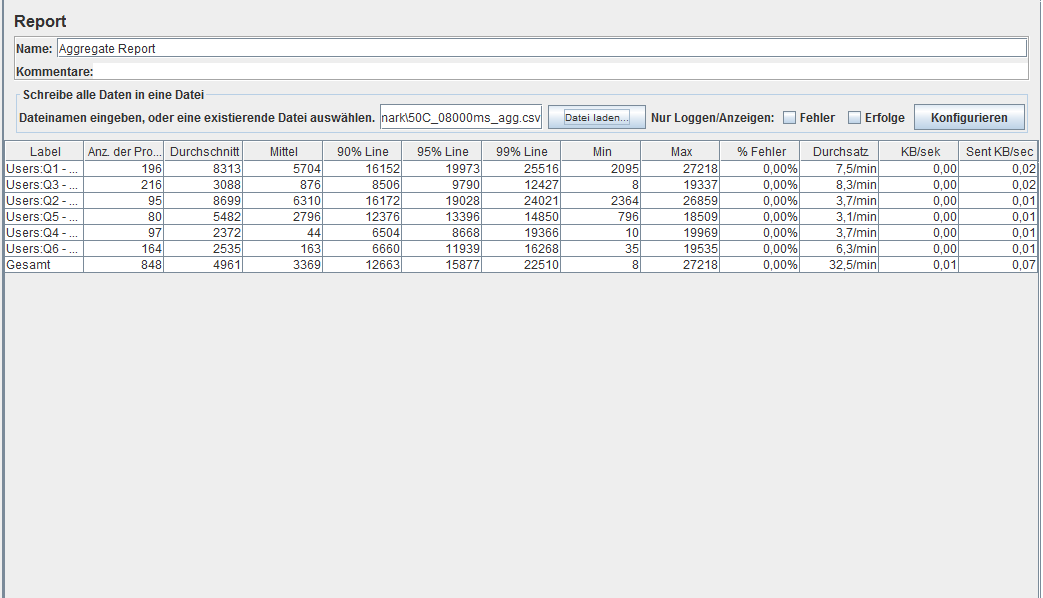 Report
Name: Aggregate Report
Kommentare:
Schreibe alle Daten in eine Datei
Dateinamen eingeben, oder eine existierende Datei auswählen. nark\50C_08000ms_agg.csv Datei laden... Nur Loggen/Anzeigen: Fehler Erfolge Konfigurieren
Label Anz. der Pro... Durchschnitt Mittel 90% Line 95% Line 99% Line Min Max % Fehler Durchsatz KB/sek Sent KB/sec
Users:Q1 - ... 196 8313 5704 16152 19973 25516 2095 27218 0,00% 7,5/min 0,00 0,02
Users:Q3 - ... 216 3088 876 8506 9790 12427 8 19337 0,00% 8,3/min 0,00 0,02
Users:Q2 - ... 95 8699 6310 16172 19028 24021 2364 26859 0,00% 3,7/min 0,00 0,01
Users:Q5 - ... 80 5482 2796 12376 13396 14850 796 18509 0,00% 3,1/min 0,00 0,01
Users:Q4 - ... 97 2372 44 6504 8668 19366 10 19969 0,00% 3,7/min 0,00 0,01
Users:Q6 - ... 164 2535 163 6660 11939 16268 35 19535 0,00% 6,3/min 0,00 0,01
Gesamt 848 4961 3369 12663 15877 22510 8 27218 0,00% 32,5/min 0,01 0,07